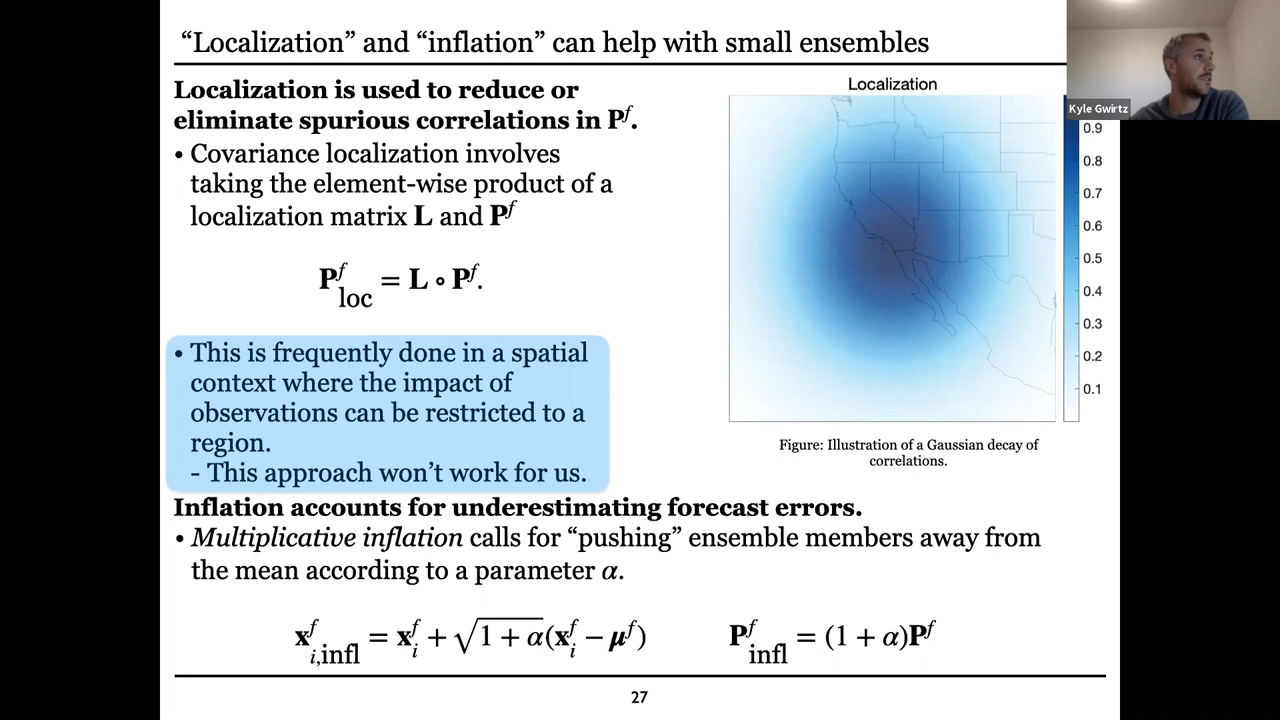 “Localization” and “inflation” can help with small ensembles
Localization is used to reduce or
eliminate spurious correlations in Pᶠ.
• Covariance localization involves
taking the element-wise product of a
localization matrix L and Pᶠ
Pᶠ_loc = L ∘ Pᶠ.
• This is frequently done in a spatial
context where the impact of
observations can be restricted to a
region.
- This approach won’t work for us.
Localization
Kyle Gwirtz
0.9
0.8
0.7
0.6
0.5
0.4
0.3
0.2
0.1
Figure: Illustration of a Gaussian decay of
correlations.
Inflation accounts for underestimating forecast errors.
• Multiplicative inflation calls for “pushing” ensemble members away from
the mean according to a parameter α.
xᶠ_i,infl = xᶠ_i + √(1 + α)(xᶠ_i − μᶠ) Pᶠ_infl = (1 + α)Pᶠ
27